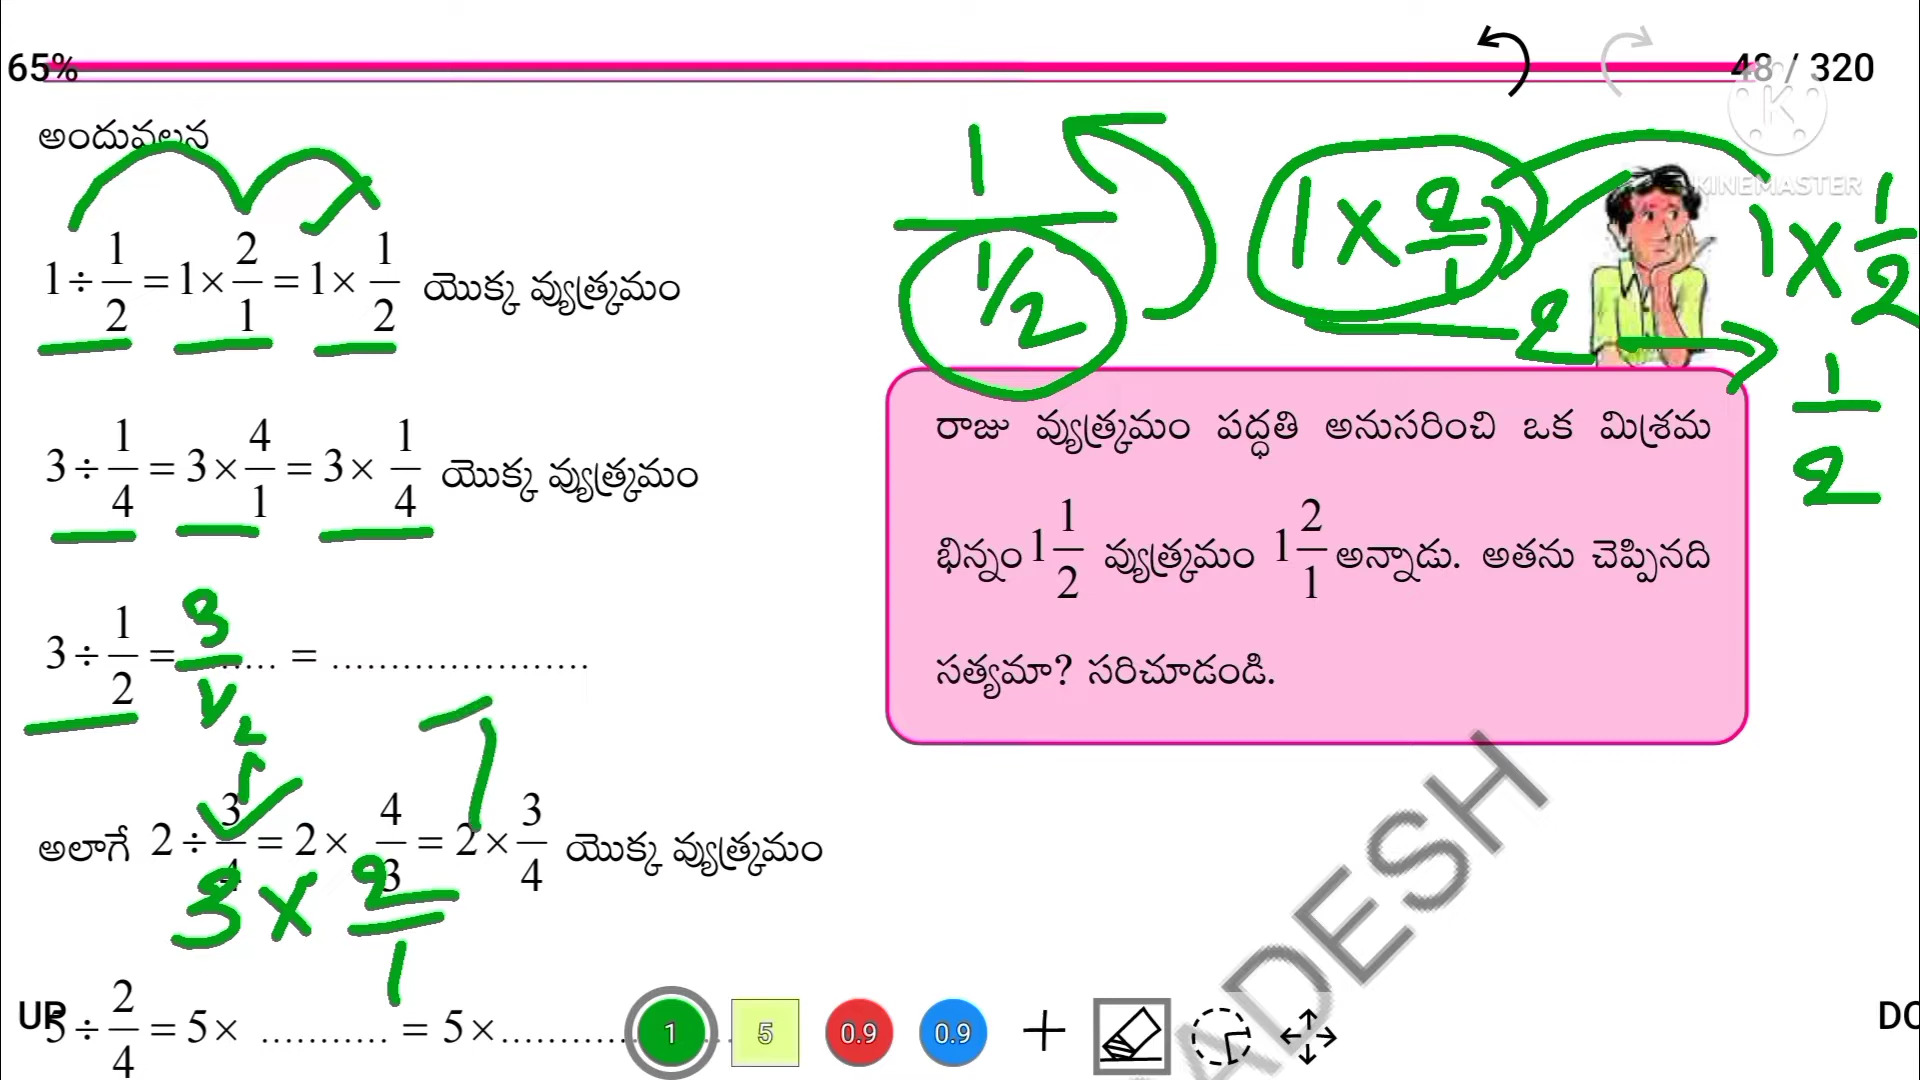 65%
48 / 320
KINEMASTER
అందువలన
1 ÷ 1/2 = 1 × 2/1 = 1 × 1/2 యొక్క వ్యుత్క్రమం
3 ÷ 1/4 = 3 × 4/1 = 3 × 1/4 యొక్క వ్యుత్క్రమం
3 ÷ 1/2 = ........ = ......................
అలాగే 2 ÷ 3/4 = 2 × 4/3 = 2 × 3/4 యొక్క వ్యుత్క్రమం
3 × 2/1
UP
5 ÷ 2/4 = 5 × ........... = 5 × ............
1
1/2
1 × 2/1
2
1 × 1/2
1/2
రాజు వ్యుత్క్రమం పద్ధతి అనుసరించి ఒక మిశ్రమ
భిన్నం 1 1/2 వ్యుత్క్రమం 1 2/1 అన్నాడు. అతను చెప్పినది
సత్యమా? సరిచూడండి.
ADESH
1
5
0.9
0.9